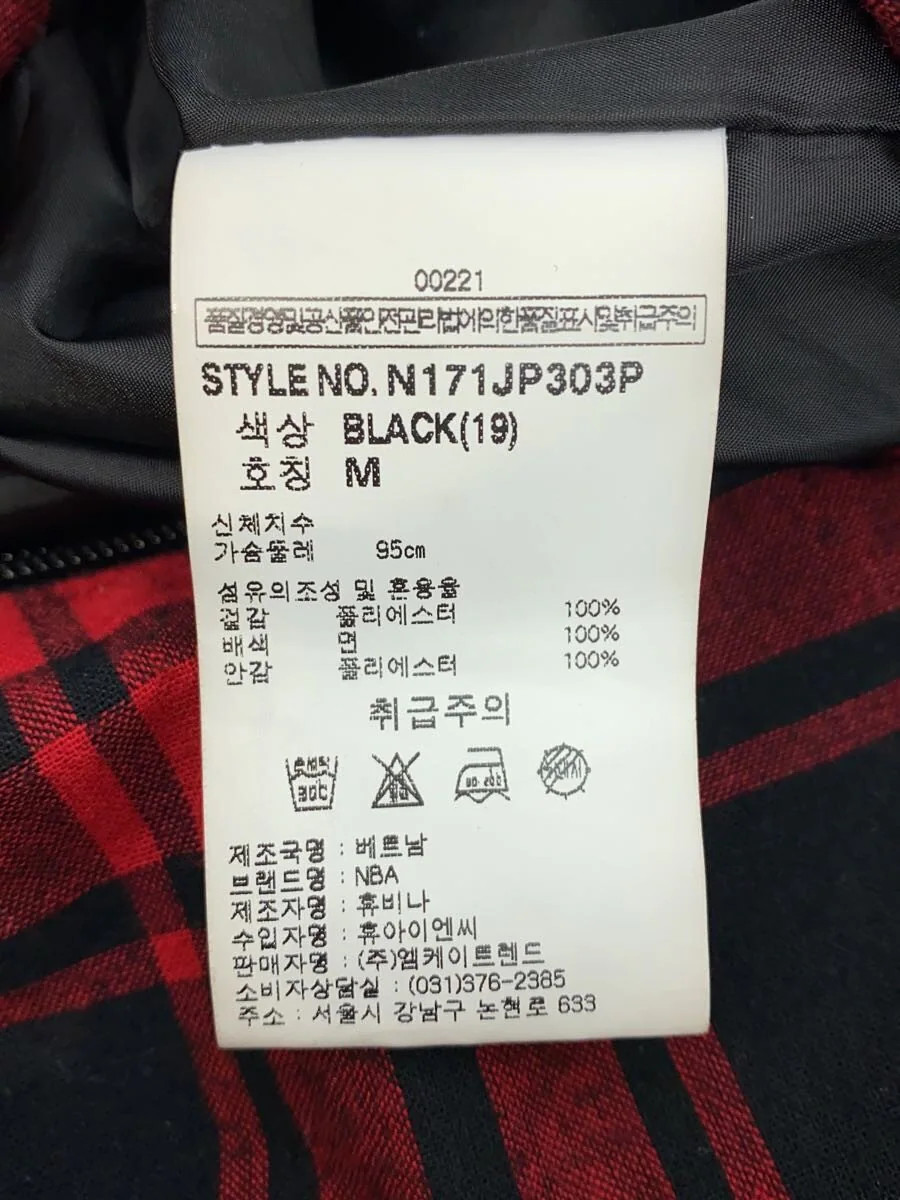 00221
품질경영및공산품안전관리법에의한품질표시및취급주의
STYLE NO. N171JP303P
색상 BLACK(19)
호칭 M
신체치수
가슴둘레 95cm
섬유의조성 및 혼용율
겉감 폴리에스터 100%
배색 면 100%
안감 폴리에스터 100%
취급주의
30℃
제조국명 : 베트남
브랜드명 : NBA
제조자명 : 휴비나
수입자명 : 휴아이엔씨
판매자명 : (주)엠케이트렌드
소비자상담실 : (031)376-2385
주소 : 서울시 강남구 논현로 633